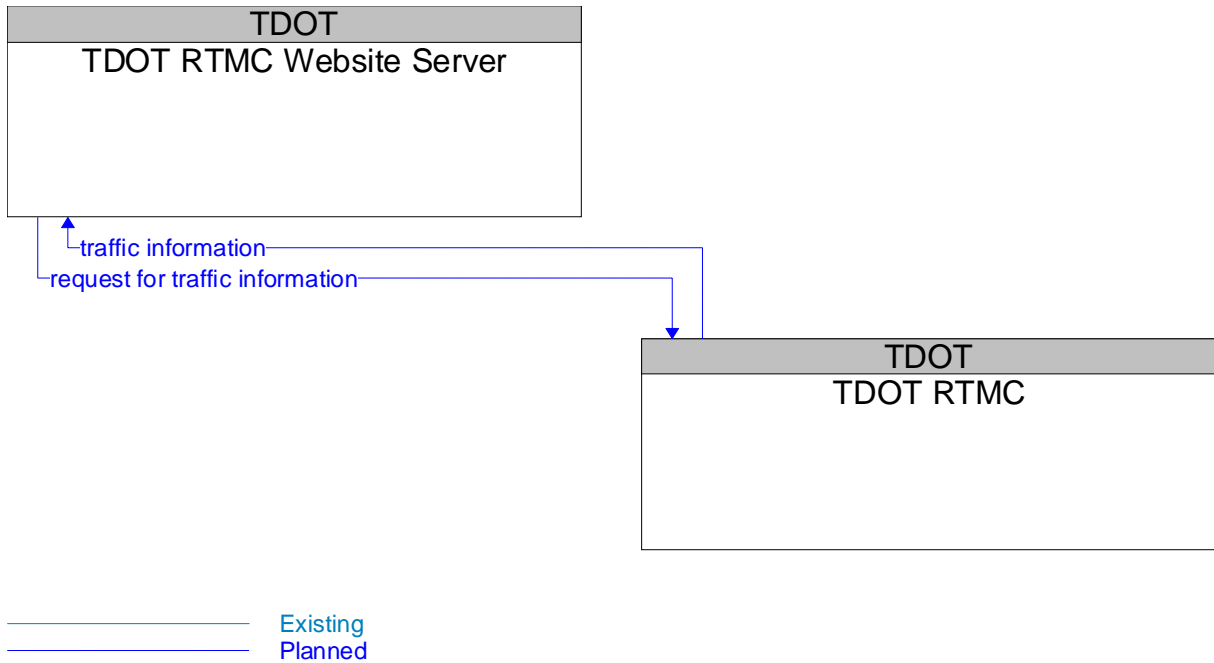 TDOT
TDOT RTMC Website Server
traffic information
request for traffic information
TDOT
TDOT RTMC
Existing
Planned